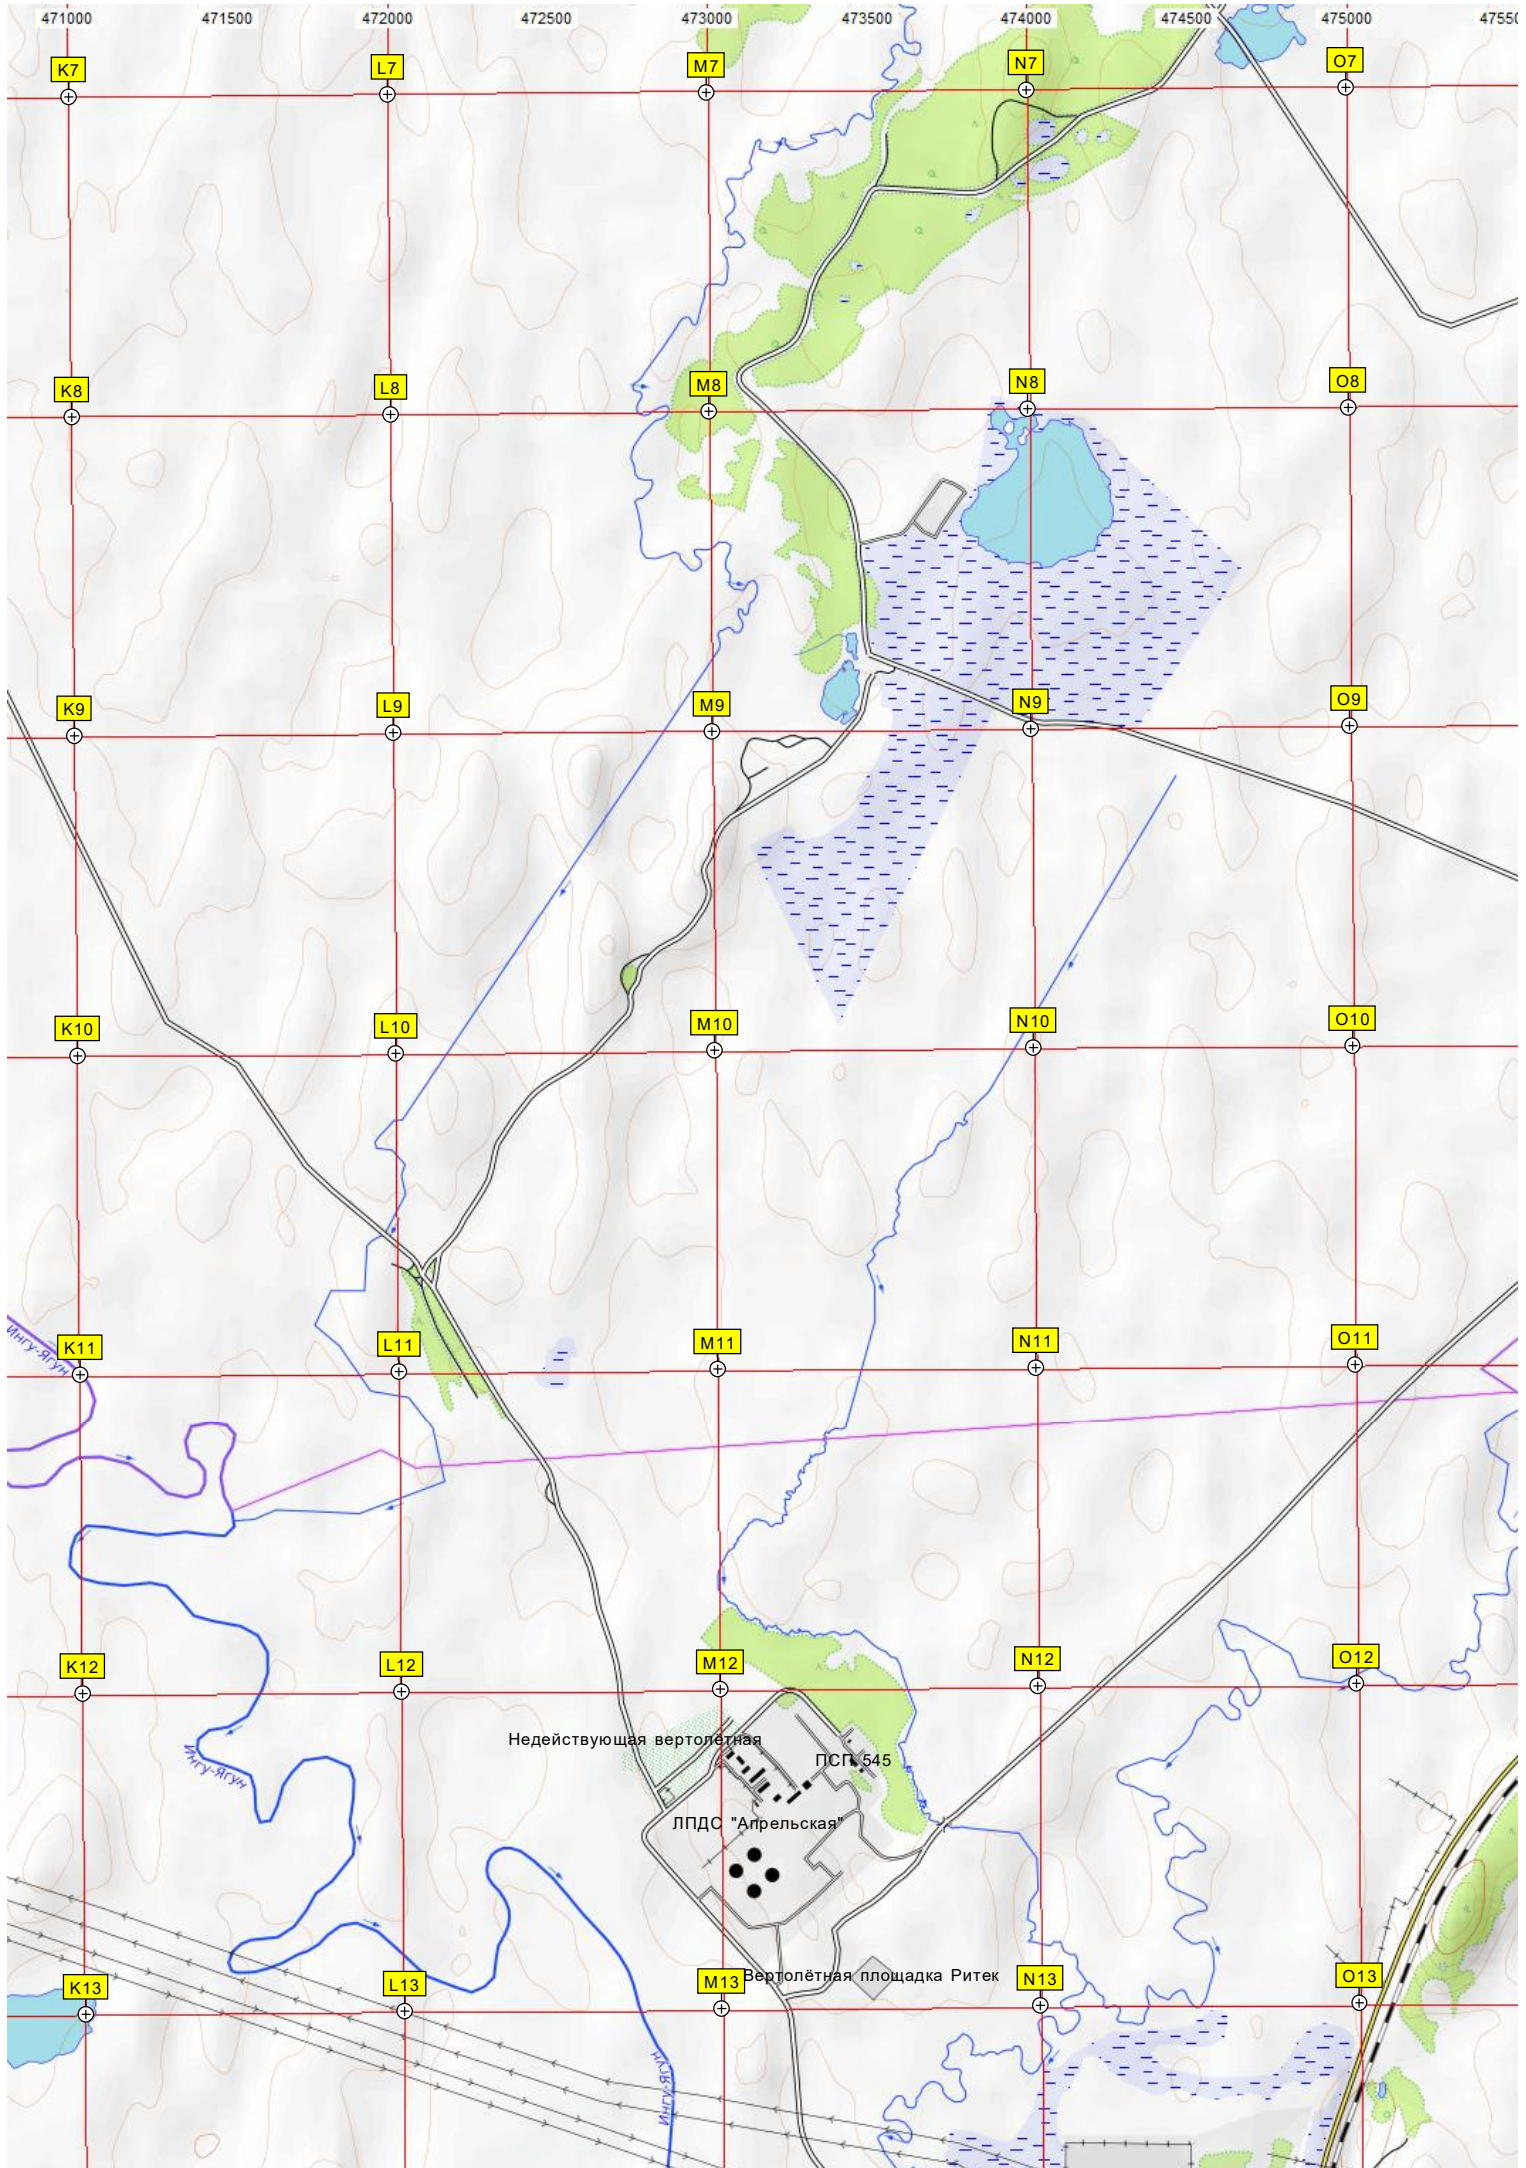 471000 471500 472000 472500 473000 473500 474000 474500 475000 47550
K7 L7 M7 N7 O7
K8 L8 M8 N8 O8
K9 L9 M9 N9 O9
K10 L10 M10 N10 O10
Ингу-Ягун
K11 L11 M11 N11 O11
K12 L12 M12 N12 O12
Недействующая вертолётная
Ингу-Ягун
ПСП 545
ЛПДС "Апрельская"
K13 L13 M13 Вертолётная площадка Ритек N13 O13
Ингу-Ягун